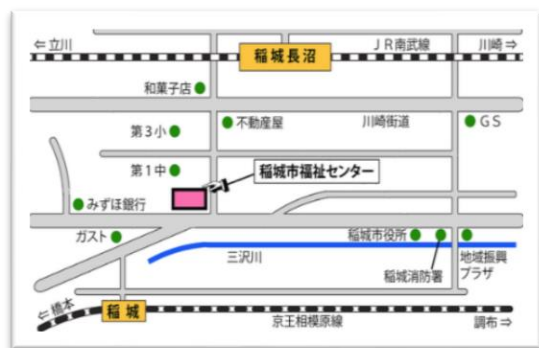 ⇐立川
JR南武線
川崎⇒
稲城長沼
和菓子店
不動産屋
川崎街道
GS
第3小
第1中
稲城市福祉センター
みずほ銀行
ガスト
稲城市役所
三沢川
稲城消防署
地域振興
プラザ
⇐橋本
稲城
京王相模原線
調布⇒